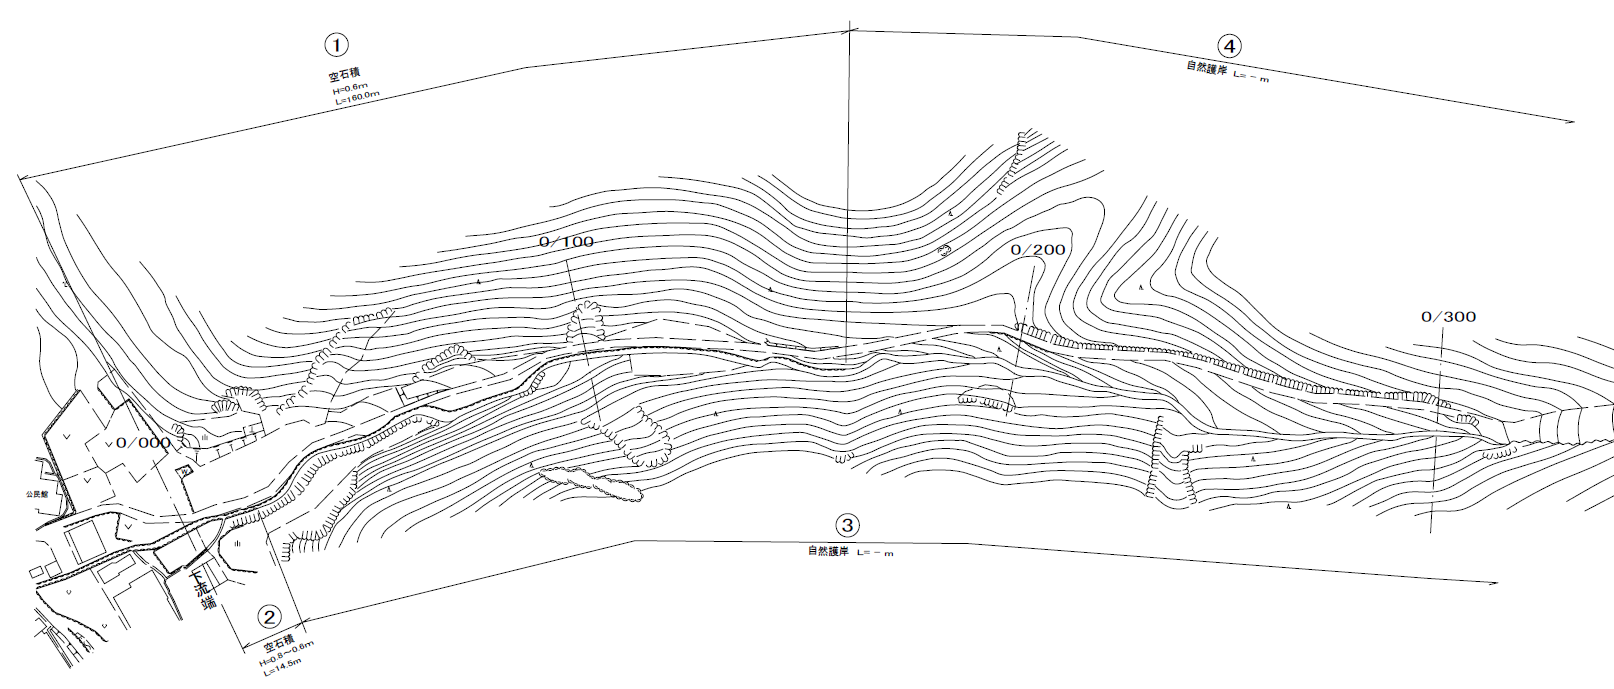 ①
空石積
H=0.6m
L=160.0m
④
自然護岸 L= - m
0/100
0/200
0/300
0/000
公民館
下流端
③
自然護岸 L= - m
②
空石積
H=0.8～0.6m
L=14.5m